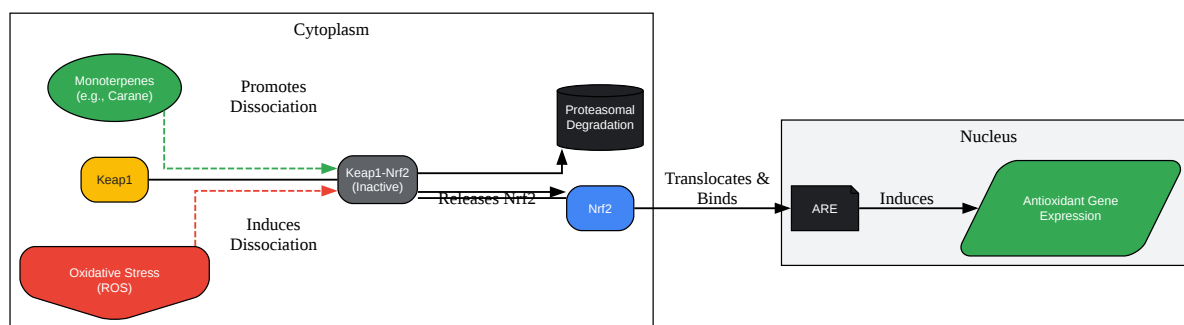 Cytoplasm
Monoterpenes
(e.g., Carane)
Promotes
Dissociation
Proteasomal
Degradation
Nucleus
Keap1
Keap1-Nrf2
(Inactive)
Releases Nrf2
Nrf2
Translocates &
Binds
ARE
Induces
Antioxidant Gene
Expression
Induces
Dissociation
Oxidative Stress
(ROS)